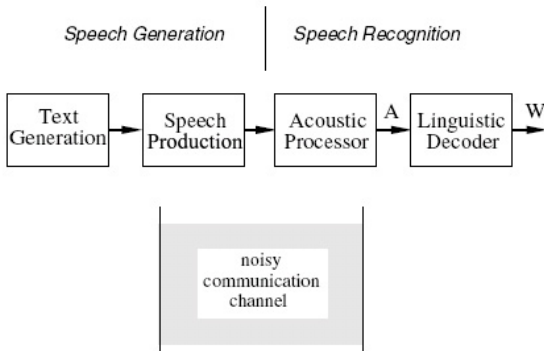 Speech Generation
Speech Recognition
Text
Generation
Speech
Production
Acoustic
Processor
A
Linguistic
Decoder
W
noisy
communication
channel